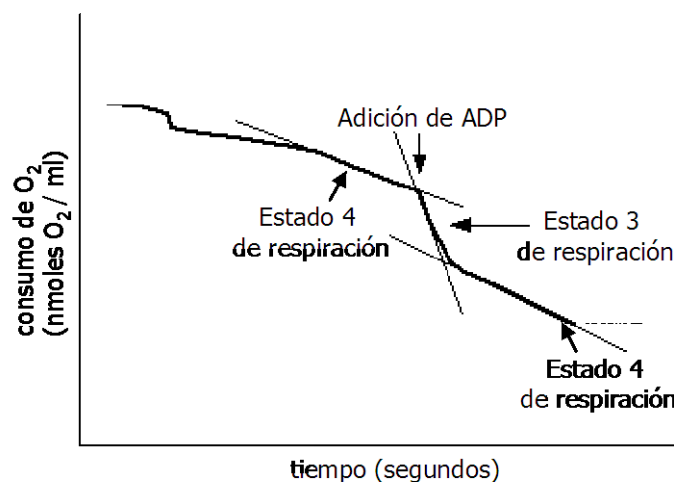 Adición de ADP
Estado 4
de respiración
Estado 3
de respiración
Estado 4
de respiración
consumo de O₂
(nmoles O₂ / ml)
tiempo (segundos)